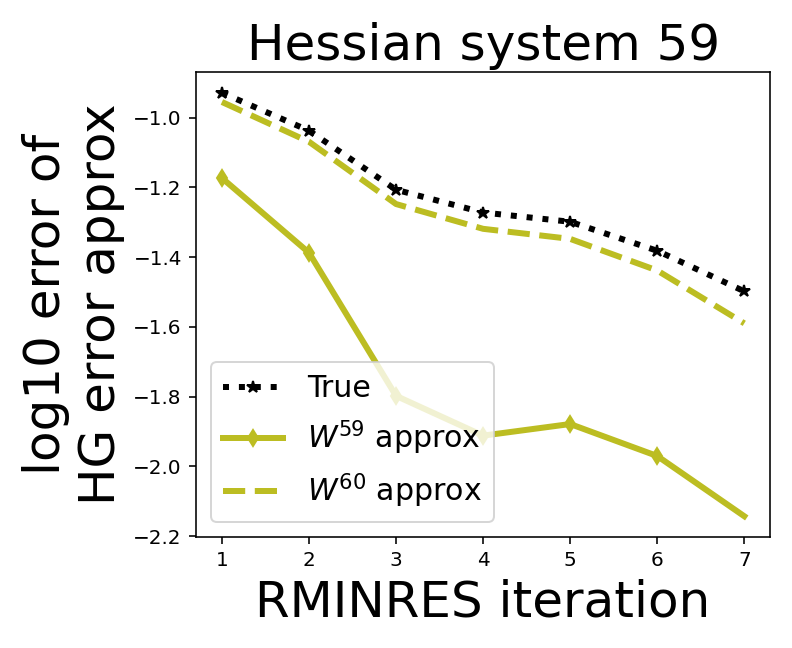 Hessian system 59
log10 error of
HG error approx
−1.0
−1.2
−1.4
−1.6
−1.8
−2.0
−2.2
True
W^59 approx
W^60 approx
1 2 3 4 5 6 7
RMINRES iteration